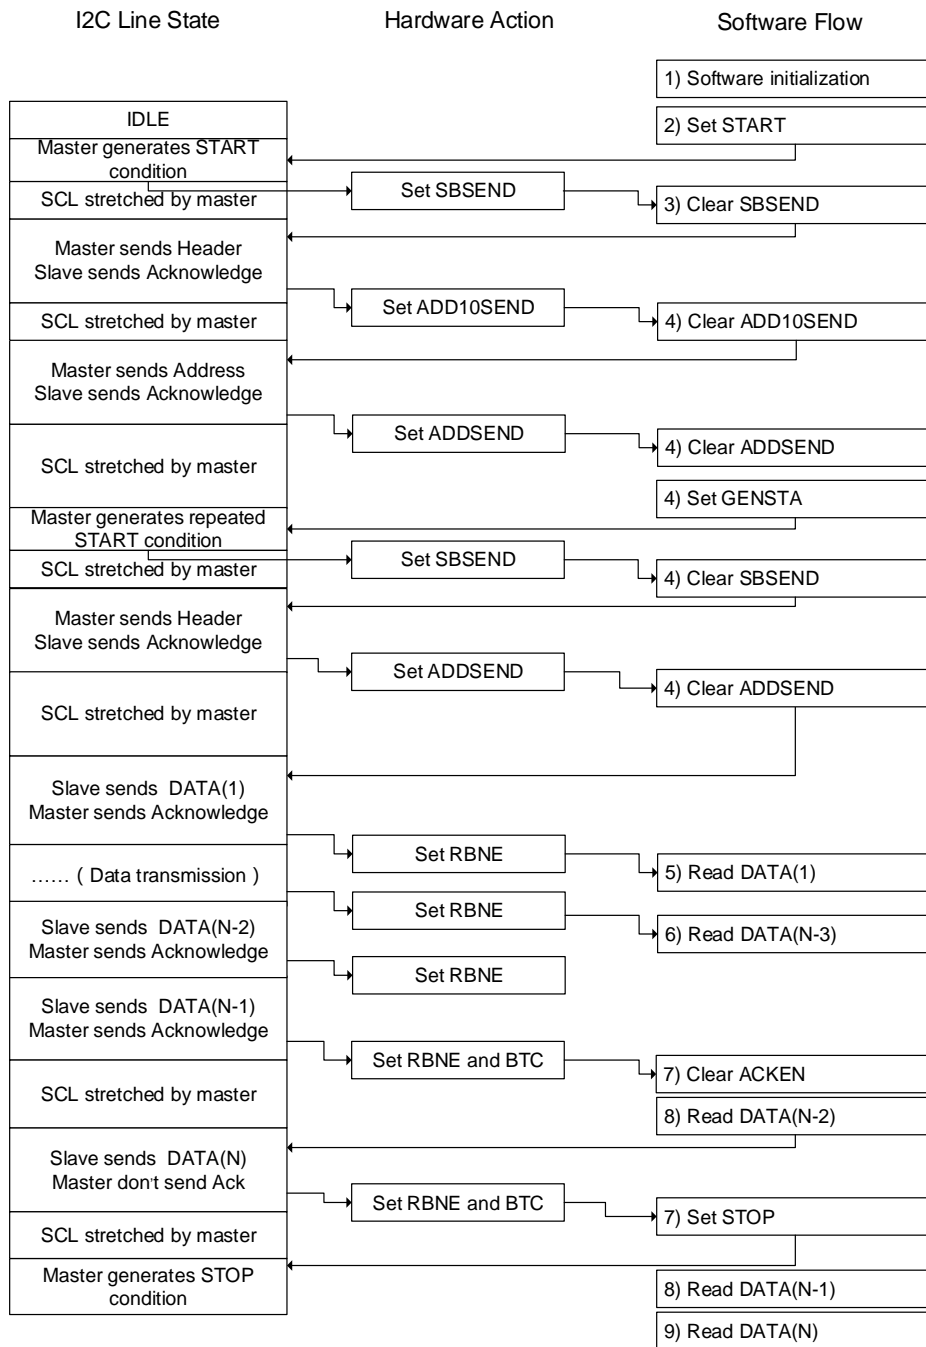 I2C Line State
Hardware Action
Software Flow
1) Software initialization
IDLE
2) Set START
Master generates START
condition
Set SBSEND
SCL stretched by master
3) Clear SBSEND
Master sends Header
Slave sends Acknowledge
Set ADD10SEND
SCL stretched by master
4) Clear ADD10SEND
Master sends Address
Slave sends Acknowledge
Set ADDSEND
4) Clear ADDSEND
SCL stretched by master
4) Set GENSTA
Master generates repeated
START condition
Set SBSEND
SCL stretched by master
4) Clear SBSEND
Master sends Header
Slave sends Acknowledge
Set ADDSEND
4) Clear ADDSEND
SCL stretched by master
Slave sends DATA(1)
Master sends Acknowledge
Set RBNE
5) Read DATA(1)
…… ( Data transmission )
Set RBNE
Slave sends DATA(N-2)
Master sends Acknowledge
6) Read DATA(N-3)
Set RBNE
Slave sends DATA(N-1)
Master sends Acknowledge
Set RBNE and BTC
7) Clear ACKEN
SCL stretched by master
8) Read DATA(N-2)
Slave sends DATA(N)
Master don't send Ack
Set RBNE and BTC
7) Set STOP
SCL stretched by master
Master generates STOP
condition
8) Read DATA(N-1)
9) Read DATA(N)